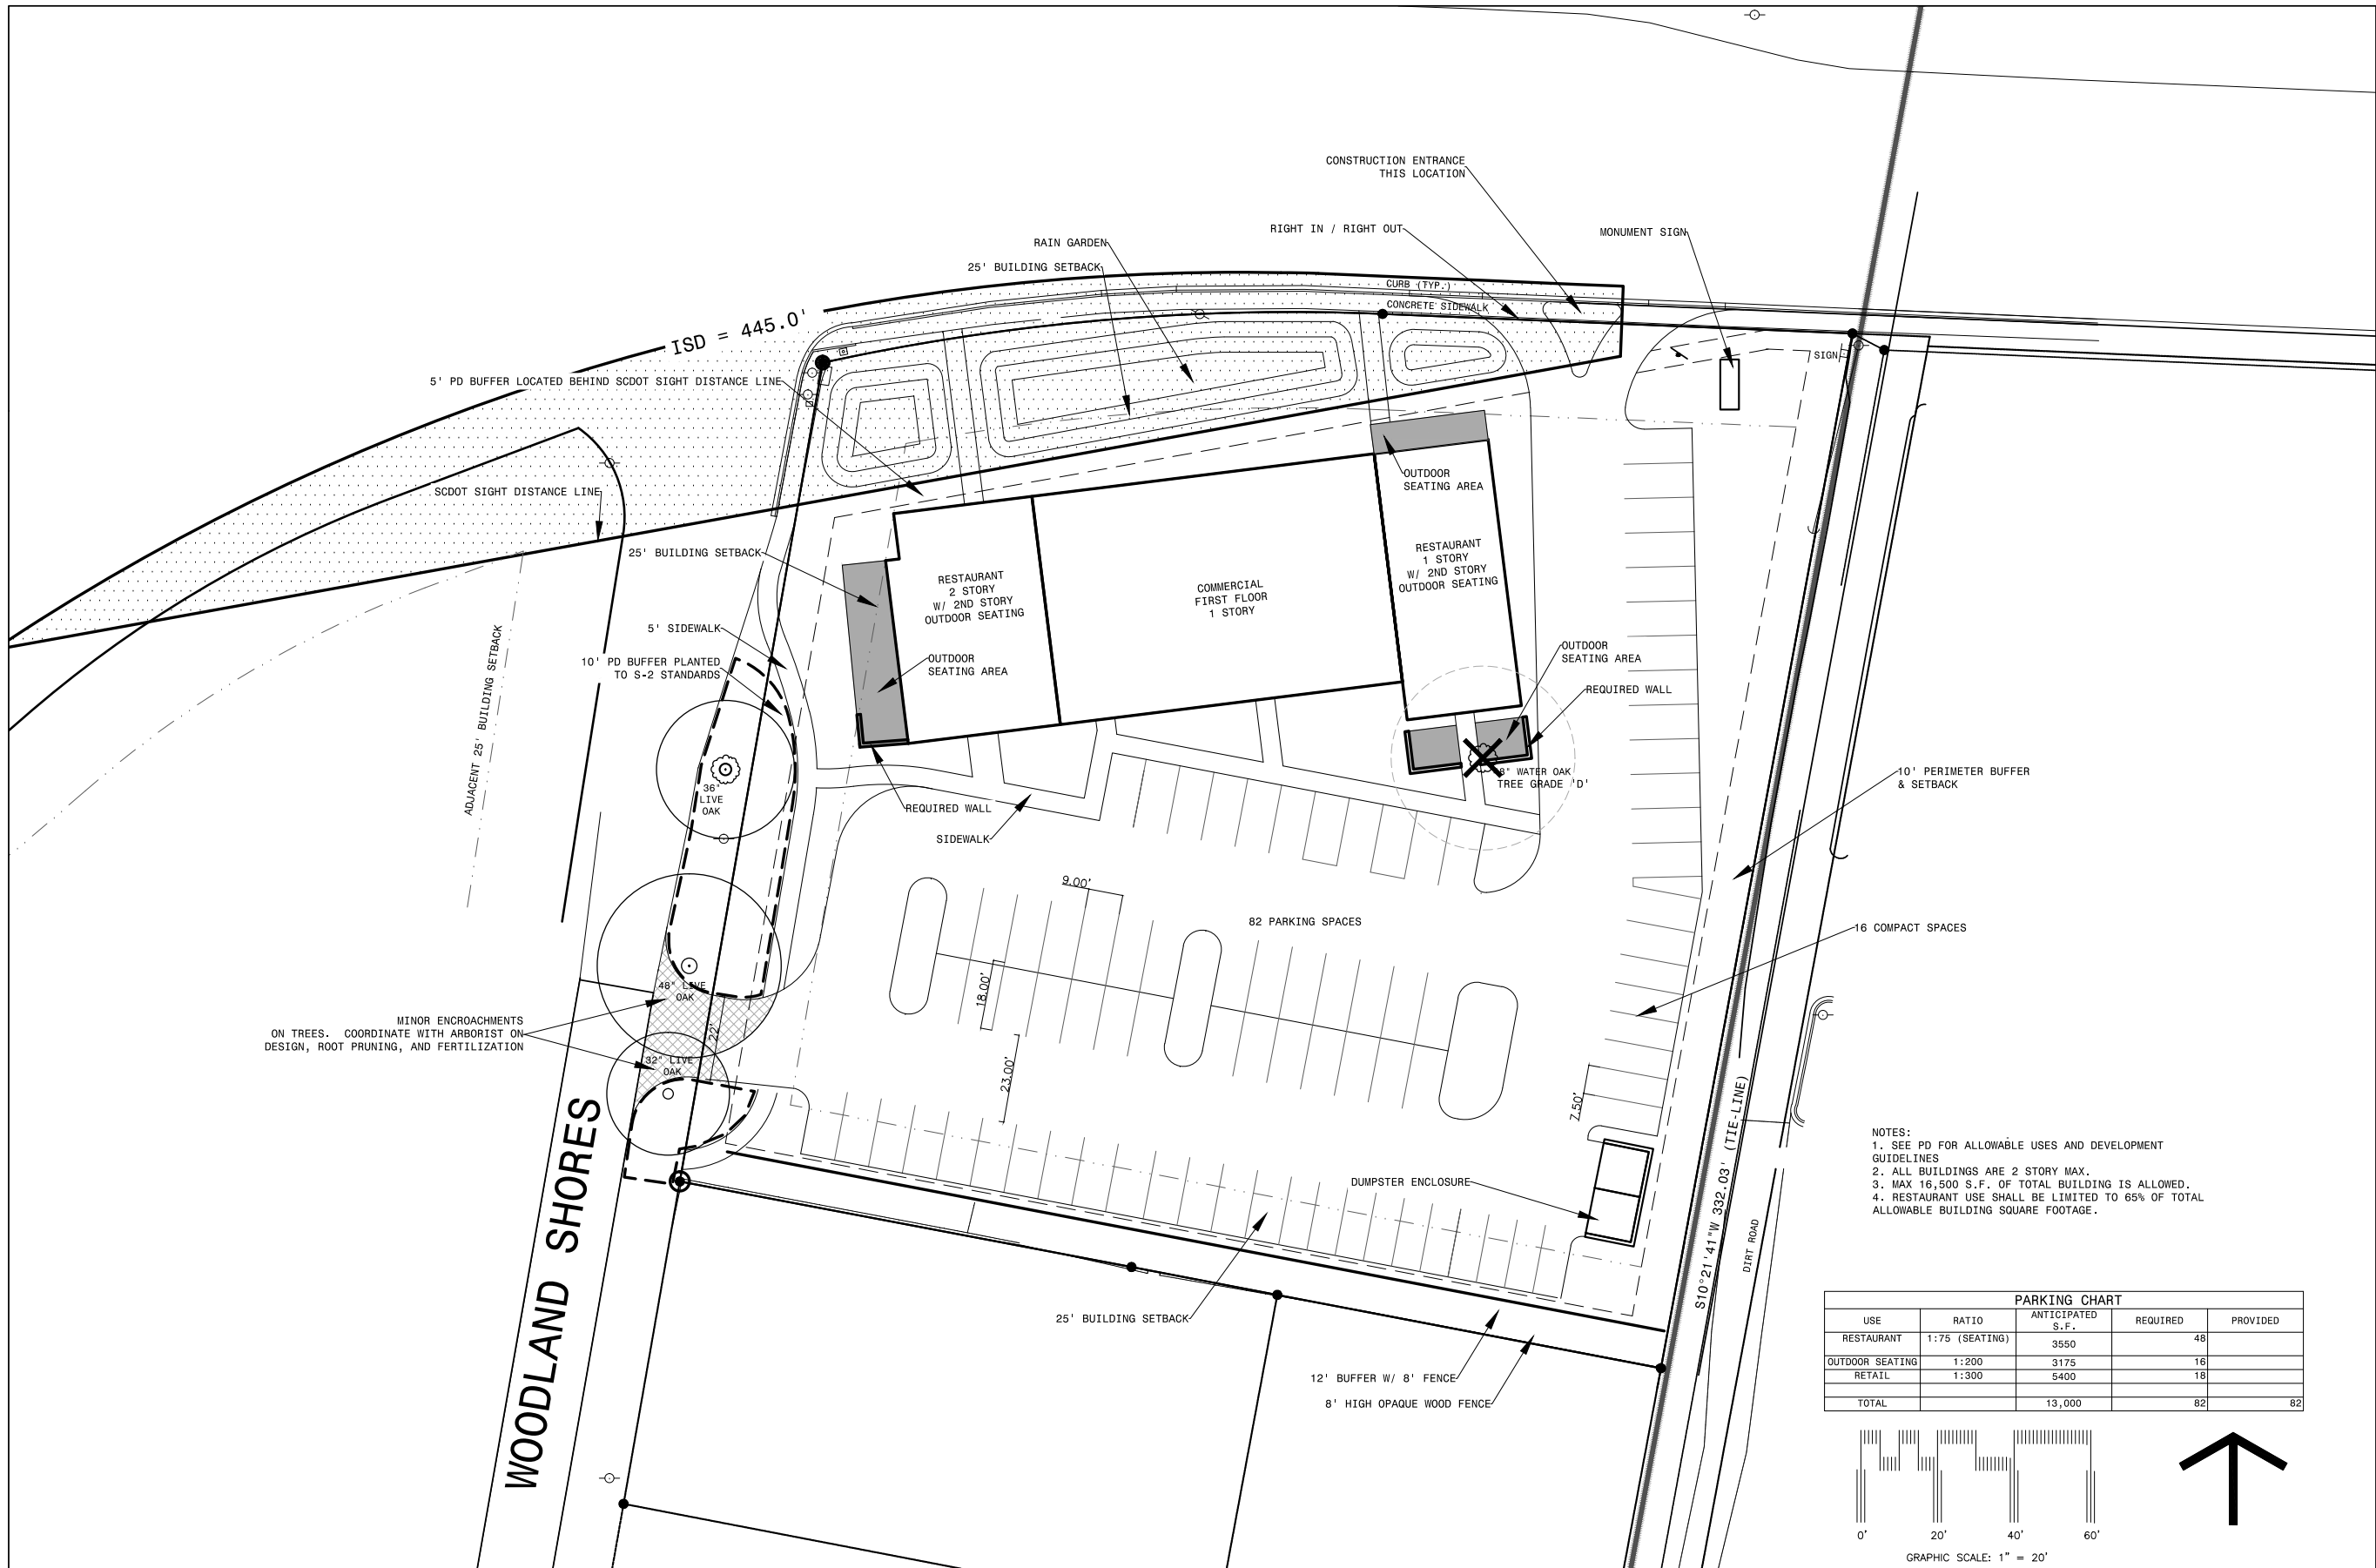 CONSTRUCTION ENTRANCE
THIS LOCATION
RIGHT IN / RIGHT OUT
MONUMENT SIGN
RAIN GARDEN
25' BUILDING SETBACK
CURB (TYP.)
CONCRETE SIDEWALK
ISD = 445.0'
SIGN
5' PD BUFFER LOCATED BEHIND SCDOT SIGHT DISTANCE LINE
OUTDOOR
SEATING AREA
SCDOT SIGHT DISTANCE LINE
25' BUILDING SETBACK
RESTAURANT
1 STORY
W/ 2ND STORY
OUTDOOR SEATING
RESTAURANT
2 STORY
W/ 2ND STORY
OUTDOOR SEATING
COMMERCIAL
FIRST FLOOR
1 STORY
5' SIDEWALK
ADJACENT 25' BUILDING SETBACK
OUTDOOR
SEATING AREA
10' PD BUFFER PLANTED
TO S-2 STANDARDS
OUTDOOR
SEATING AREA
REQUIRED WALL
8" WATER OAK
TREE GRADE 'D'
10' PERIMETER BUFFER
& SETBACK
36"
LIVE
OAK
REQUIRED WALL
SIDEWALK
9.00'
82 PARKING SPACES
16 COMPACT SPACES
18.00'
48" LIVE
OAK
MINOR ENCROACHMENTS
ON TREES. COORDINATE WITH ARBORIST ON
DESIGN, ROOT PRUNING, AND FERTILIZATION
22'
32" LIVE
OAK
23.00'
7.50'
WOODLAND SHORES
S10°21'41"W 332.03' (TIE-LINE)
DIRT ROAD
DUMPSTER ENCLOSURE
25' BUILDING SETBACK
12' BUFFER W/ 8' FENCE
8' HIGH OPAQUE WOOD FENCE
NOTES:
1. SEE PD FOR ALLOWABLE USES AND DEVELOPMENT
GUIDELINES
2. ALL BUILDINGS ARE 2 STORY MAX.
3. MAX 16,500 S.F. OF TOTAL BUILDING IS ALLOWED.
4. RESTAURANT USE SHALL BE LIMITED TO 65% OF TOTAL
ALLOWABLE BUILDING SQUARE FOOTAGE.
PARKING CHART
USE RATIO ANTICIPATED S.F. REQUIRED PROVIDED
RESTAURANT 1:75 (SEATING) 3550 48
OUTDOOR SEATING 1:200 3175 16
RETAIL 1:300 5400 18
TOTAL 13,000 82 82
0' 20' 40' 60'
GRAPHIC SCALE: 1" = 20'